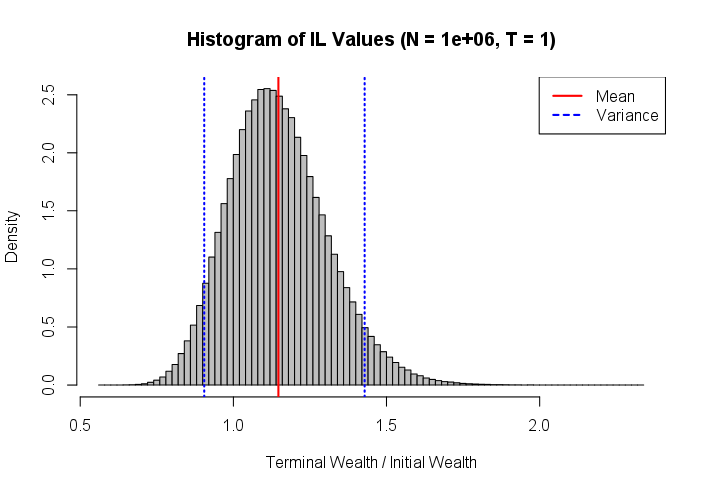 Histogram of IL Values (N = 1e+06, T = 1)
Mean
Variance
Density
2.5
2.0
1.5
1.0
0.5
0.0
0.5
1.0
1.5
2.0
Terminal Wealth / Initial Wealth